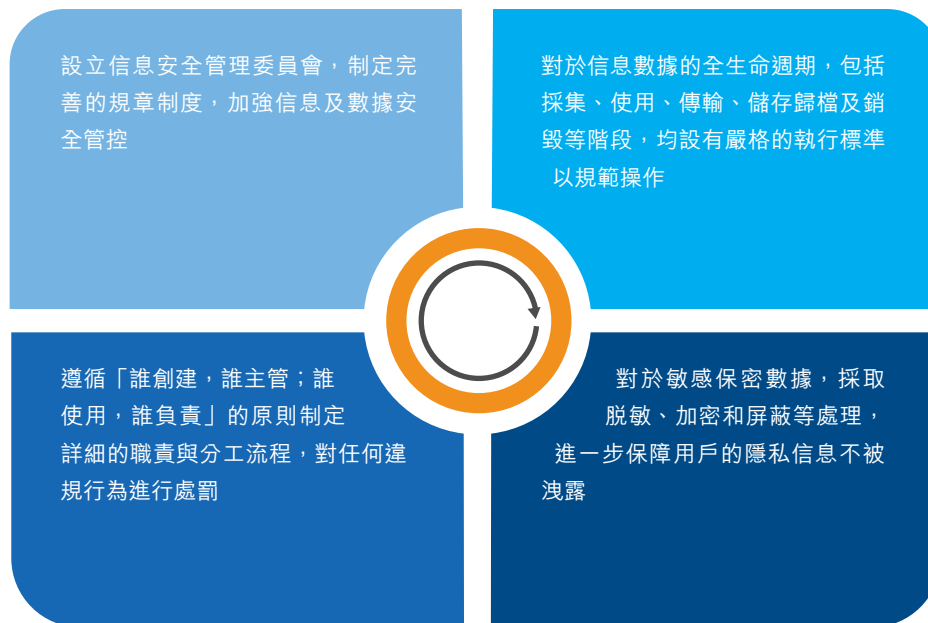 設立信息安全管理委員會，制定完
善的規章制度，加強信息及數據安
全管控
對於信息數據的全生命週期，包括
採集、使用、傳輸、儲存歸檔及銷
毀等階段，均設有嚴格的執行標準
以規範操作
遵循「誰創建，誰主管；誰
使用，誰負責」的原則制定
詳細的職責與分工流程，對任何違
規行為進行處罰
對於敏感保密數據，採取
脱敏、加密和屏蔽等處理，
進一步保障用戶的隱私信息不被
洩露